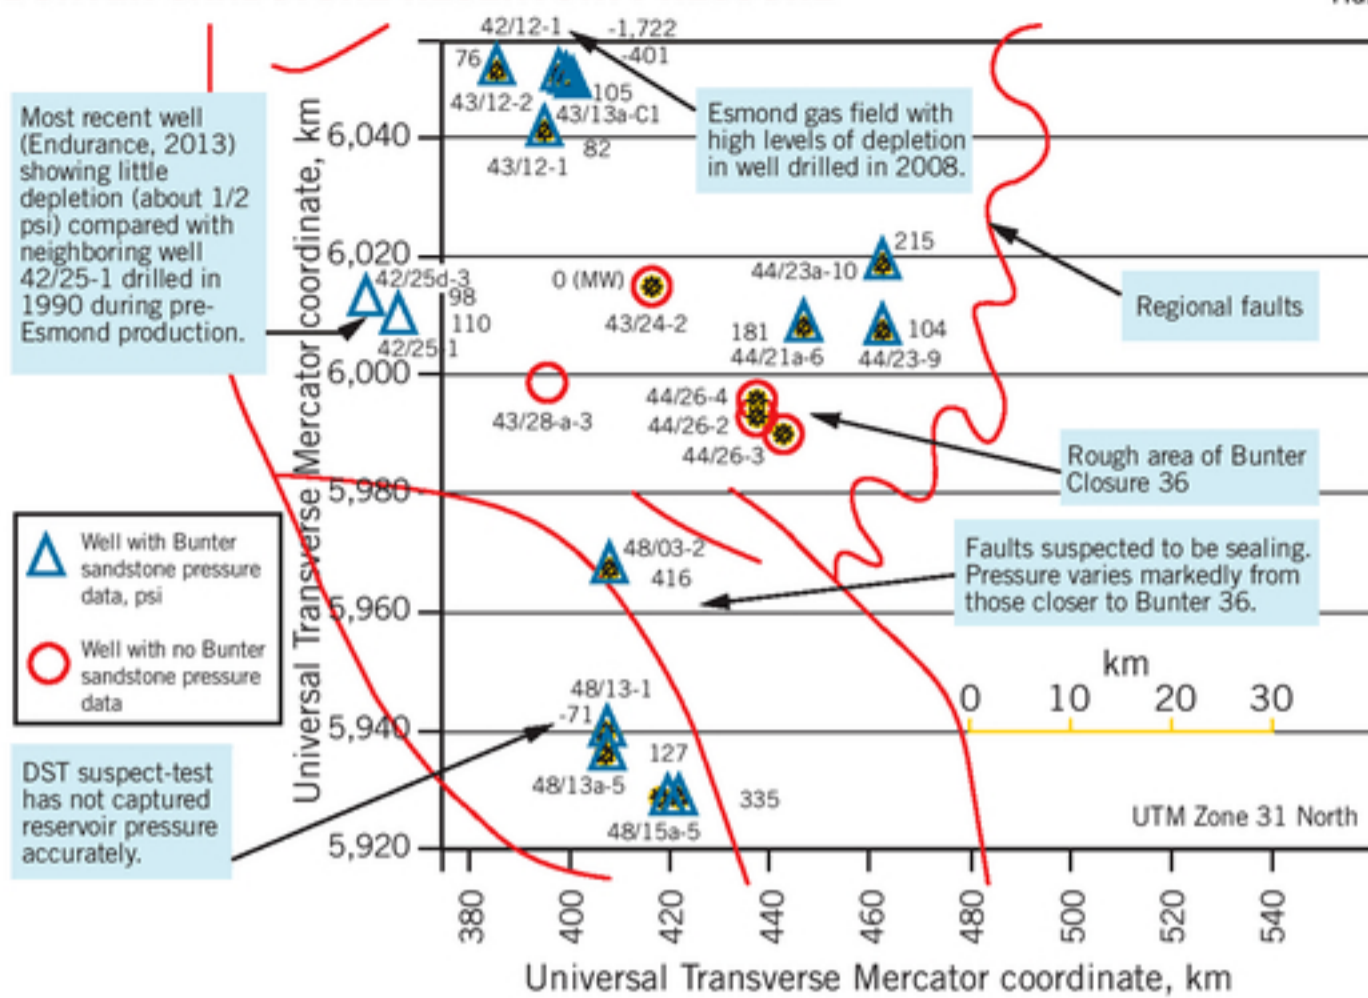 42/12-1
-1,722
76
-401
105
43/12-2
43/13a-C1
82
43/12-1
Most recent well
(Endurance, 2013)
showing little
depletion (about 1/2
psi) compared with
neighboring well
42/25-1 drilled in
1990 during pre-
Esmond production.
Esmond gas field with
high levels of depletion
in well drilled in 2008.
Universal Transverse Mercator coordinate, km
6,040
6,020
6,000
5,980
5,960
5,940
5,920
42/25d-3
98
110
42/25-1
0 (MW)
43/24-2
215
44/23a-10
181
44/21a-6
104
44/23-9
Regional faults
43/28-a-3
44/26-4
44/26-2
44/26-3
Rough area of Bunter
Closure 36
Well with Bunter
sandstone pressure
data, psi
Well with no Bunter
sandstone pressure
data
48/03-2
416
Faults suspected to be sealing.
Pressure varies markedly from
those closer to Bunter 36.
km
0 10 20 30
48/13-1
-71
127
48/13a-5
335
48/15a-5
DST suspect-test
has not captured
reservoir pressure
accurately.
UTM Zone 31 North
380 400 420 440 460 480 500 520 540
Universal Transverse Mercator coordinate, km